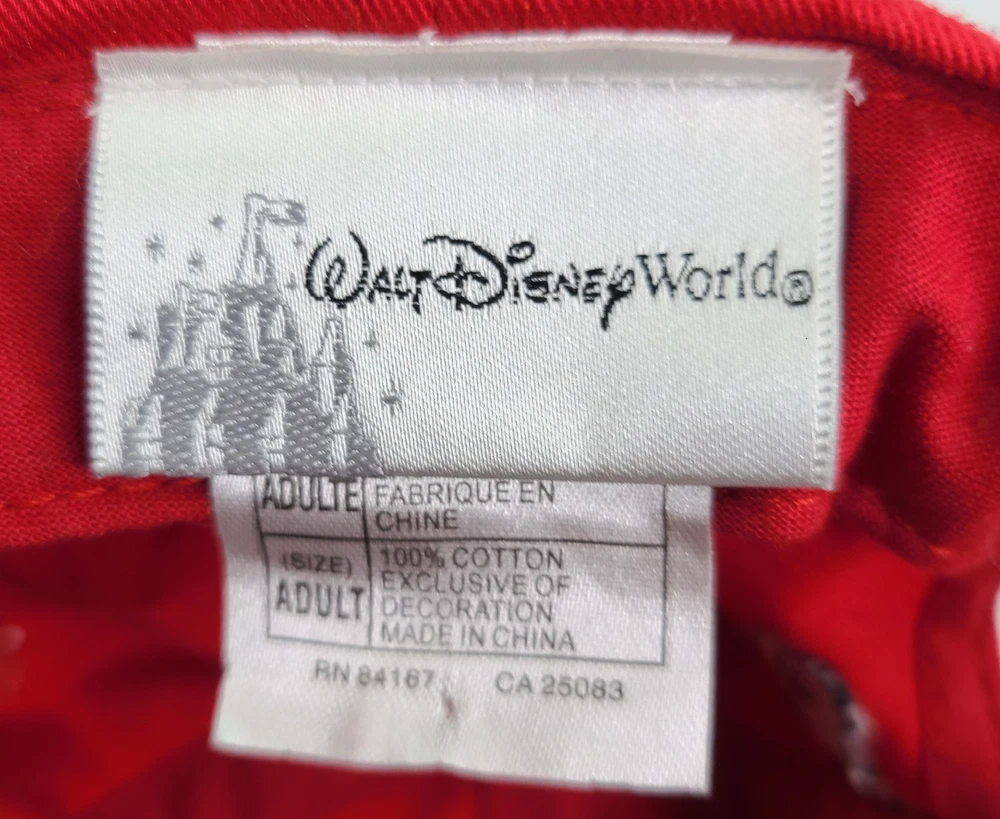 WALT DISNEY World®
ADULTE
FABRIQUE EN
CHINE
(SIZE)
ADULT
100% COTTON
EXCLUSIVE OF
DECORATION
MADE IN CHINA
RN 84167 CA 25083